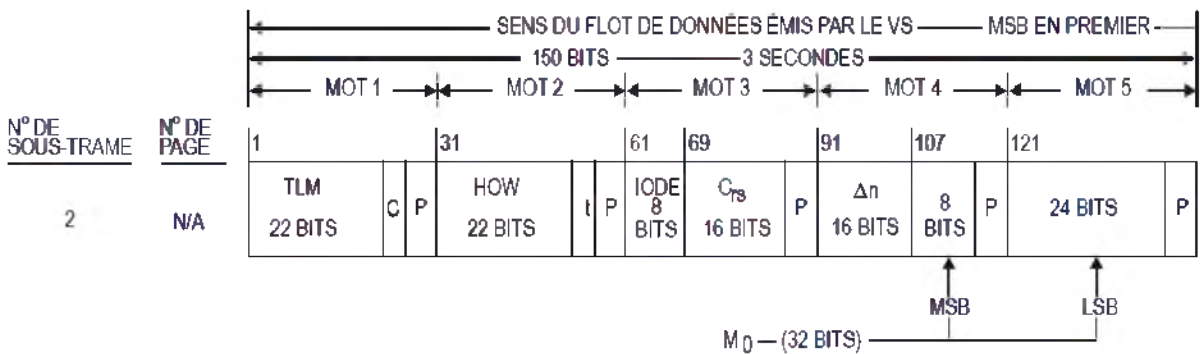 SENS DU FLOT DE DONNÉES ÉMIS PAR LE VS MSB EN PREMIER
150 BITS 3 SECONDES
MOT 1 MOT 2 MOT 3 MOT 4 MOT 5
N° DE SOUS-TRAME
N° DE PAGE
1 31 61 69 91 107 121
2 N/A
TLM 22 BITS C P
HOW 22 BITS t P
IODE 8 BITS
Crs 16 BITS P
Δn 16 BITS
8 BITS P
24 BITS P
MSB LSB
M0 — (32 BITS)